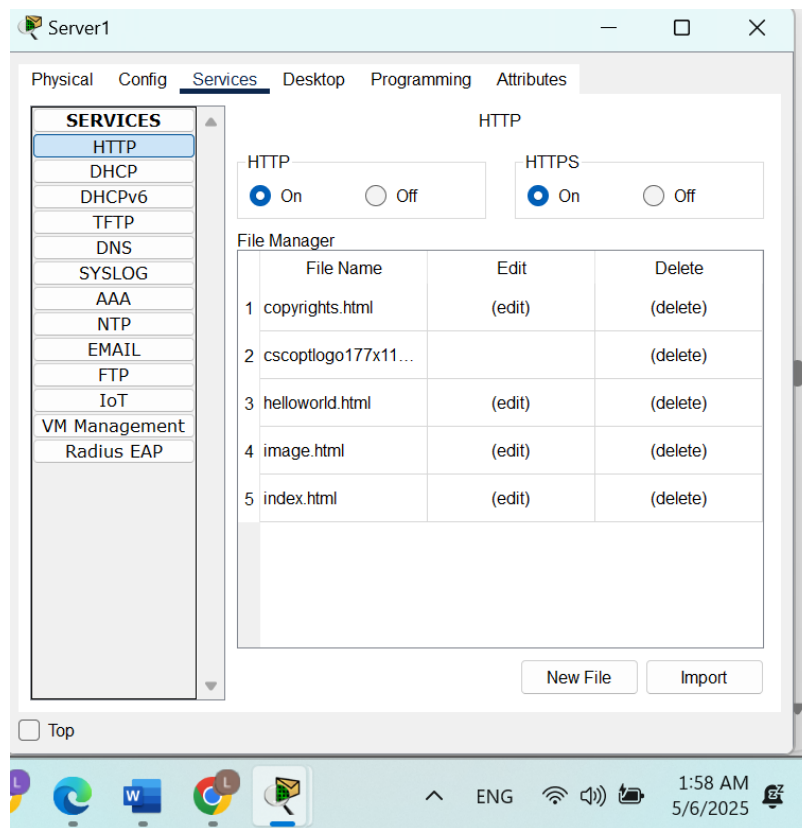 Server1
Physical Config Services Desktop Programming Attributes
SERVICES
HTTP
DHCP
DHCPv6
TFTP
DNS
SYSLOG
AAA
NTP
EMAIL
FTP
IoT
VM Management
Radius EAP
HTTP
HTTP HTTPS
On Off On Off
File Manager
File Name Edit Delete
1 copyrights.html (edit) (delete)
2 cscoptlogo177x11... (delete)
3 helloworld.html (edit) (delete)
4 image.html (edit) (delete)
5 index.html (edit) (delete)
New File Import
Top
L W L ENG 1:58 AM
5/6/2025